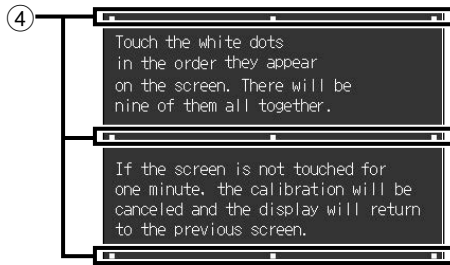 ④
Touch the white dots
in the order they appear
on the screen. There will be
nine of them all together.
If the screen is not touched for
one minute. the calibration will be
canceled and the display will return
to the previous screen.